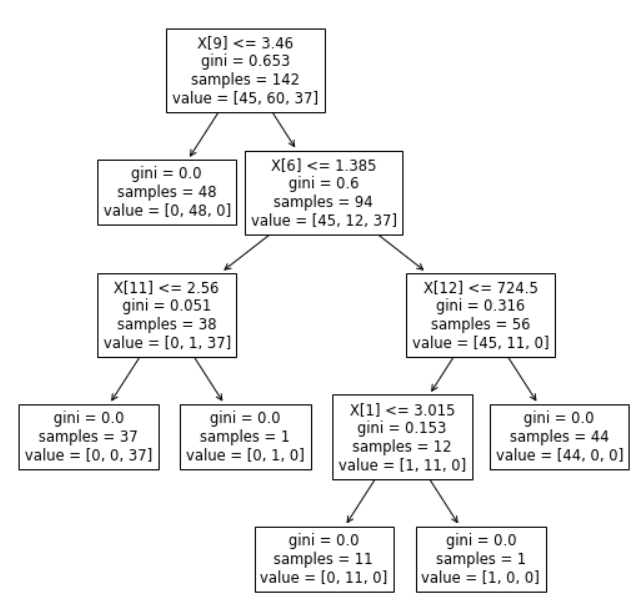 X[9] <= 3.46
gini = 0.653
samples = 142
value = [45, 60, 37]
gini = 0.0
samples = 48
value = [0, 48, 0]
X[6] <= 1.385
gini = 0.6
samples = 94
value = [45, 12, 37]
X[11] <= 2.56
gini = 0.051
samples = 38
value = [0, 1, 37]
X[12] <= 724.5
gini = 0.316
samples = 56
value = [45, 11, 0]
gini = 0.0
samples = 37
value = [0, 0, 37]
gini = 0.0
samples = 1
value = [0, 1, 0]
X[1] <= 3.015
gini = 0.153
samples = 12
value = [1, 11, 0]
gini = 0.0
samples = 44
value = [44, 0, 0]
gini = 0.0
samples = 11
value = [0, 11, 0]
gini = 0.0
samples = 1
value = [1, 0, 0]